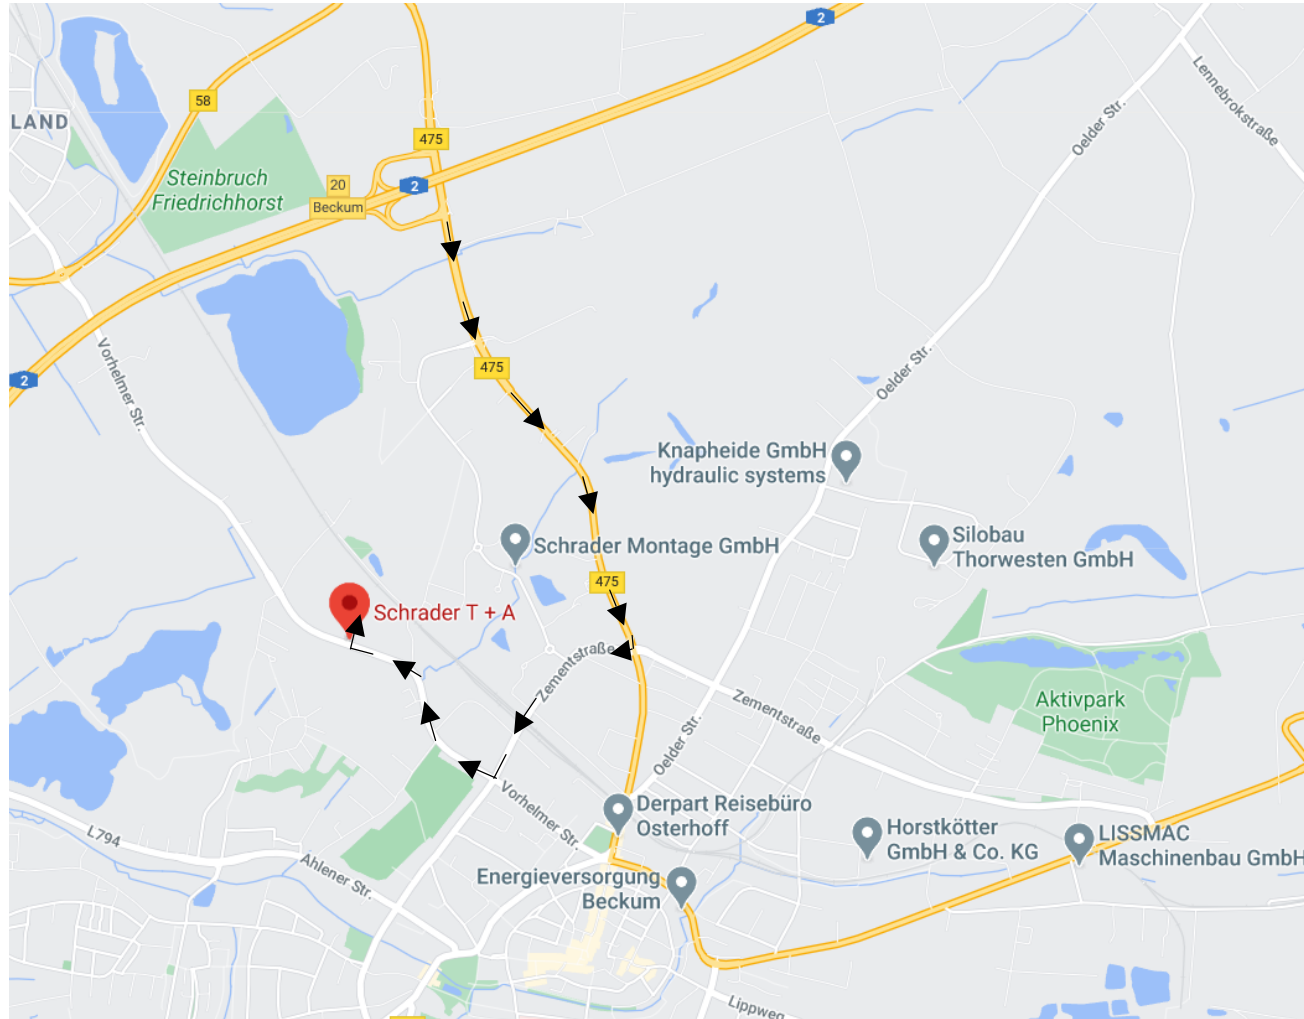 2
58
Lennebrokstraße
LAND
475
Oelder Str.
Steinbruch
Friedrichhorst
20
2
Beckum
Vorhelmer Str.
2
475
Oelder Str.
Knapheide GmbH
hydraulic systems
Schrader Montage GmbH
Silobau
Thorwesten GmbH
475
Schrader T + A
Zementstraße
Zementstraße
Aktivpark
Phoenix
Oelder Str.
Vorhelmer Str.
Derpart Reisebüro
Osterhoff
Horstkötter
GmbH & Co. KG
LISSMAC
Maschinenbau GmbH
L794
Ahlener Str.
Energieversorgung
Beckum
Lippweg